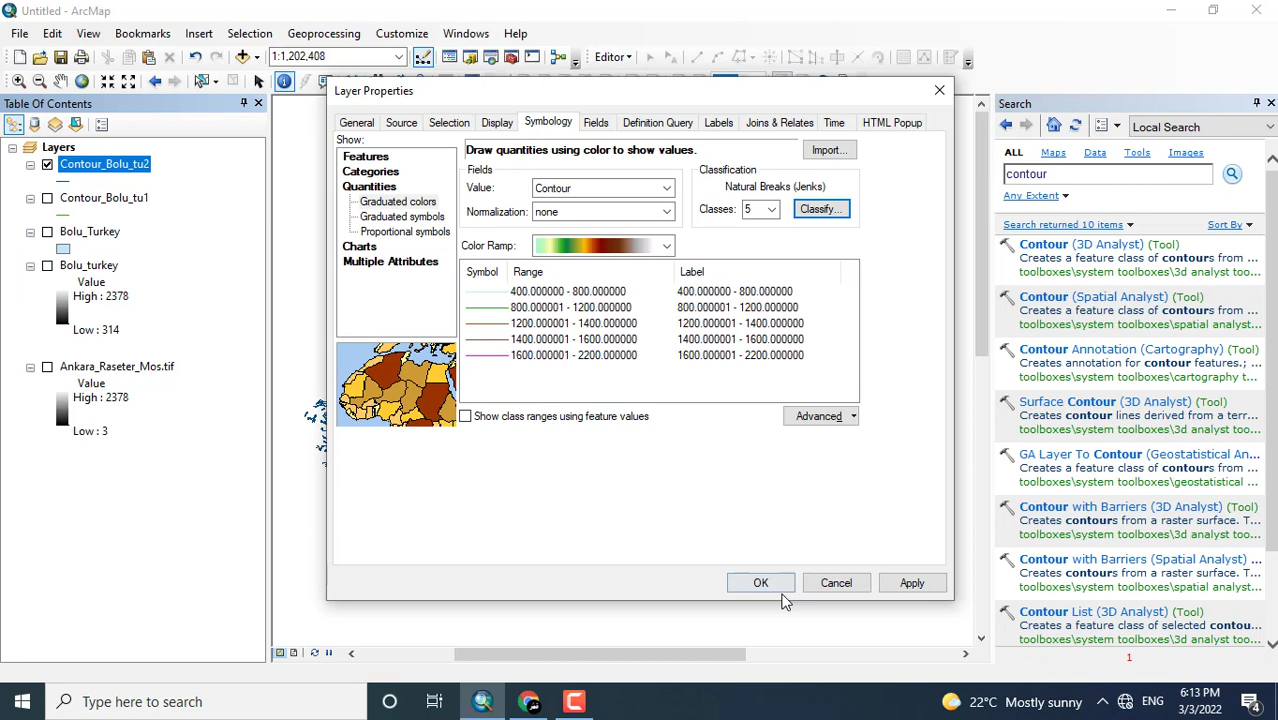 Untitled - ArcMap
File Edit View Bookmarks Insert Selection Geoprocessing Customize Windows Help
1:1,202,408
Editor
Table Of Contents
Layers
Contour_Bolu_tu2
Contour_Bolu_tu1
Bolu_Turkey
Bolu_turkey
Value
High : 2378
Low : 314
Ankara_Raseter_Mos.tif
Value
High : 2378
Low : 3
Layer Properties
General Source Selection Display Symbology Fields Definition Query Labels Joins & Relates Time HTML Popup
Show:
Features
Categories
Quantities
Graduated colors
Graduated symbols
Proportional symbols
Charts
Multiple Attributes
Draw quantities using color to show values.
Import...
Fields
Value: Contour
Normalization: none
Classification
Natural Breaks (Jenks)
Classes: 5 Classify...
Color Ramp:
Symbol Range Label
400.000000 - 800.000000 400.000000 - 800.000000
800.000001 - 1200.000000 800.000001 - 1200.000000
1200.000001 - 1400.000000 1200.000001 - 1400.000000
1400.000001 - 1600.000000 1400.000001 - 1600.000000
1600.000001 - 2200.000000 1600.000001 - 2200.000000
Show class ranges using feature values
Advanced
OK Cancel Apply
Search
Local Search
ALL Maps Data Tools Images
contour
Any Extent
Search returned 10 items Sort By
Contour (3D Analyst) (Tool)
Creates a feature class of contours from ...
toolboxes\system toolboxes\3d analyst too...
Contour (Spatial Analyst) (Tool)
Creates a feature class of contours from ...
toolboxes\system toolboxes\spatial analyst...
Contour Annotation (Cartography) (Tool)
Creates annotation for contour features.; ...
toolboxes\system toolboxes\cartography t...
Surface Contour (3D Analyst) (Tool)
Creates contour lines derived from a terr...
toolboxes\system toolboxes\3d analyst too...
GA Layer To Contour (Geostatistical An...
Creates a feature class of contours from ...
toolboxes\system toolboxes\geostatistical ...
Contour with Barriers (3D Analyst) (Tool)
Creates contours from a raster surface. T...
toolboxes\system toolboxes\3d analyst too...
Contour with Barriers (Spatial Analyst) ...
Creates contours from a raster surface. T...
toolboxes\system toolboxes\spatial analyst...
Contour List (3D Analyst) (Tool)
Creates a feature class of selected contou...
toolboxes\system toolboxes\3d analyst too...
1
Type here to search
22°C Mostly sunny
ENG
6:13 PM
3/3/2022
4